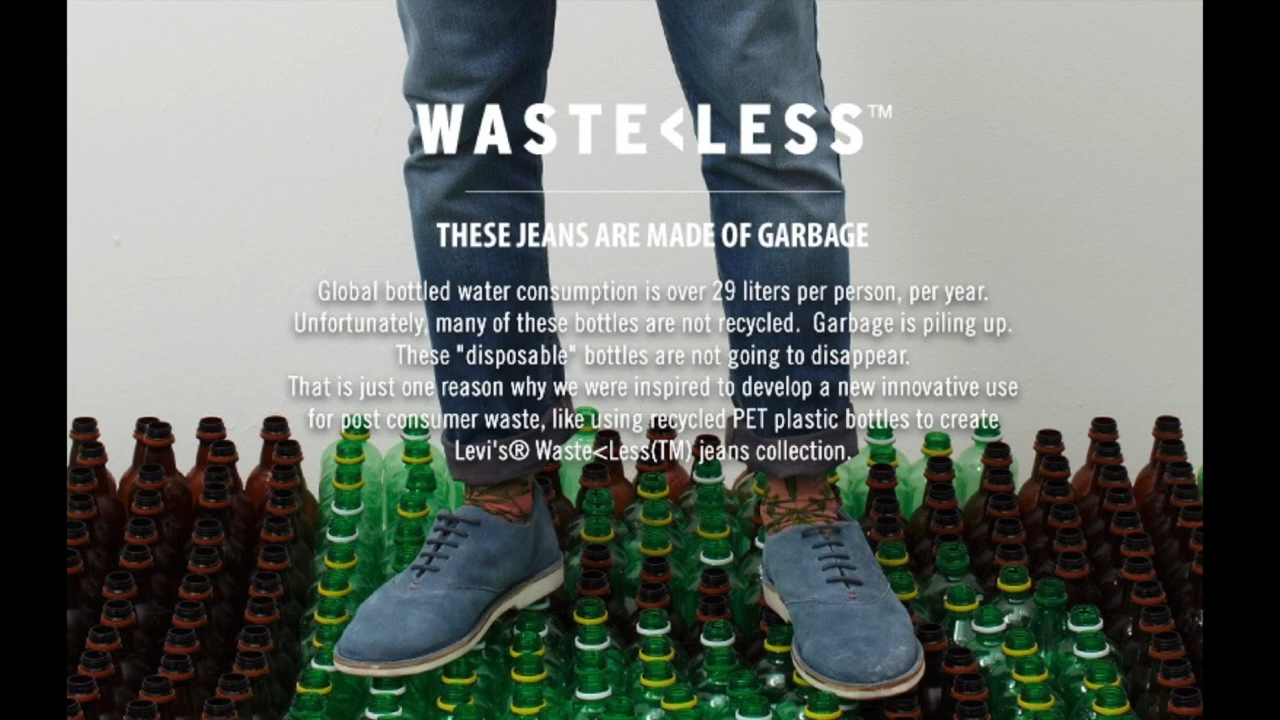 WASTE<LESS™
THESE JEANS ARE MADE OF GARBAGE
Global bottled water consumption is over 29 liters per person, per year.
Unfortunately, many of these bottles are not recycled. Garbage is piling up.
These "disposable" bottles are not going to disappear.
That is just one reason why we were inspired to develop a new innovative use
for post consumer waste, like using recycled PET plastic bottles to create
Levi's® Waste<Less(TM) jeans collection.